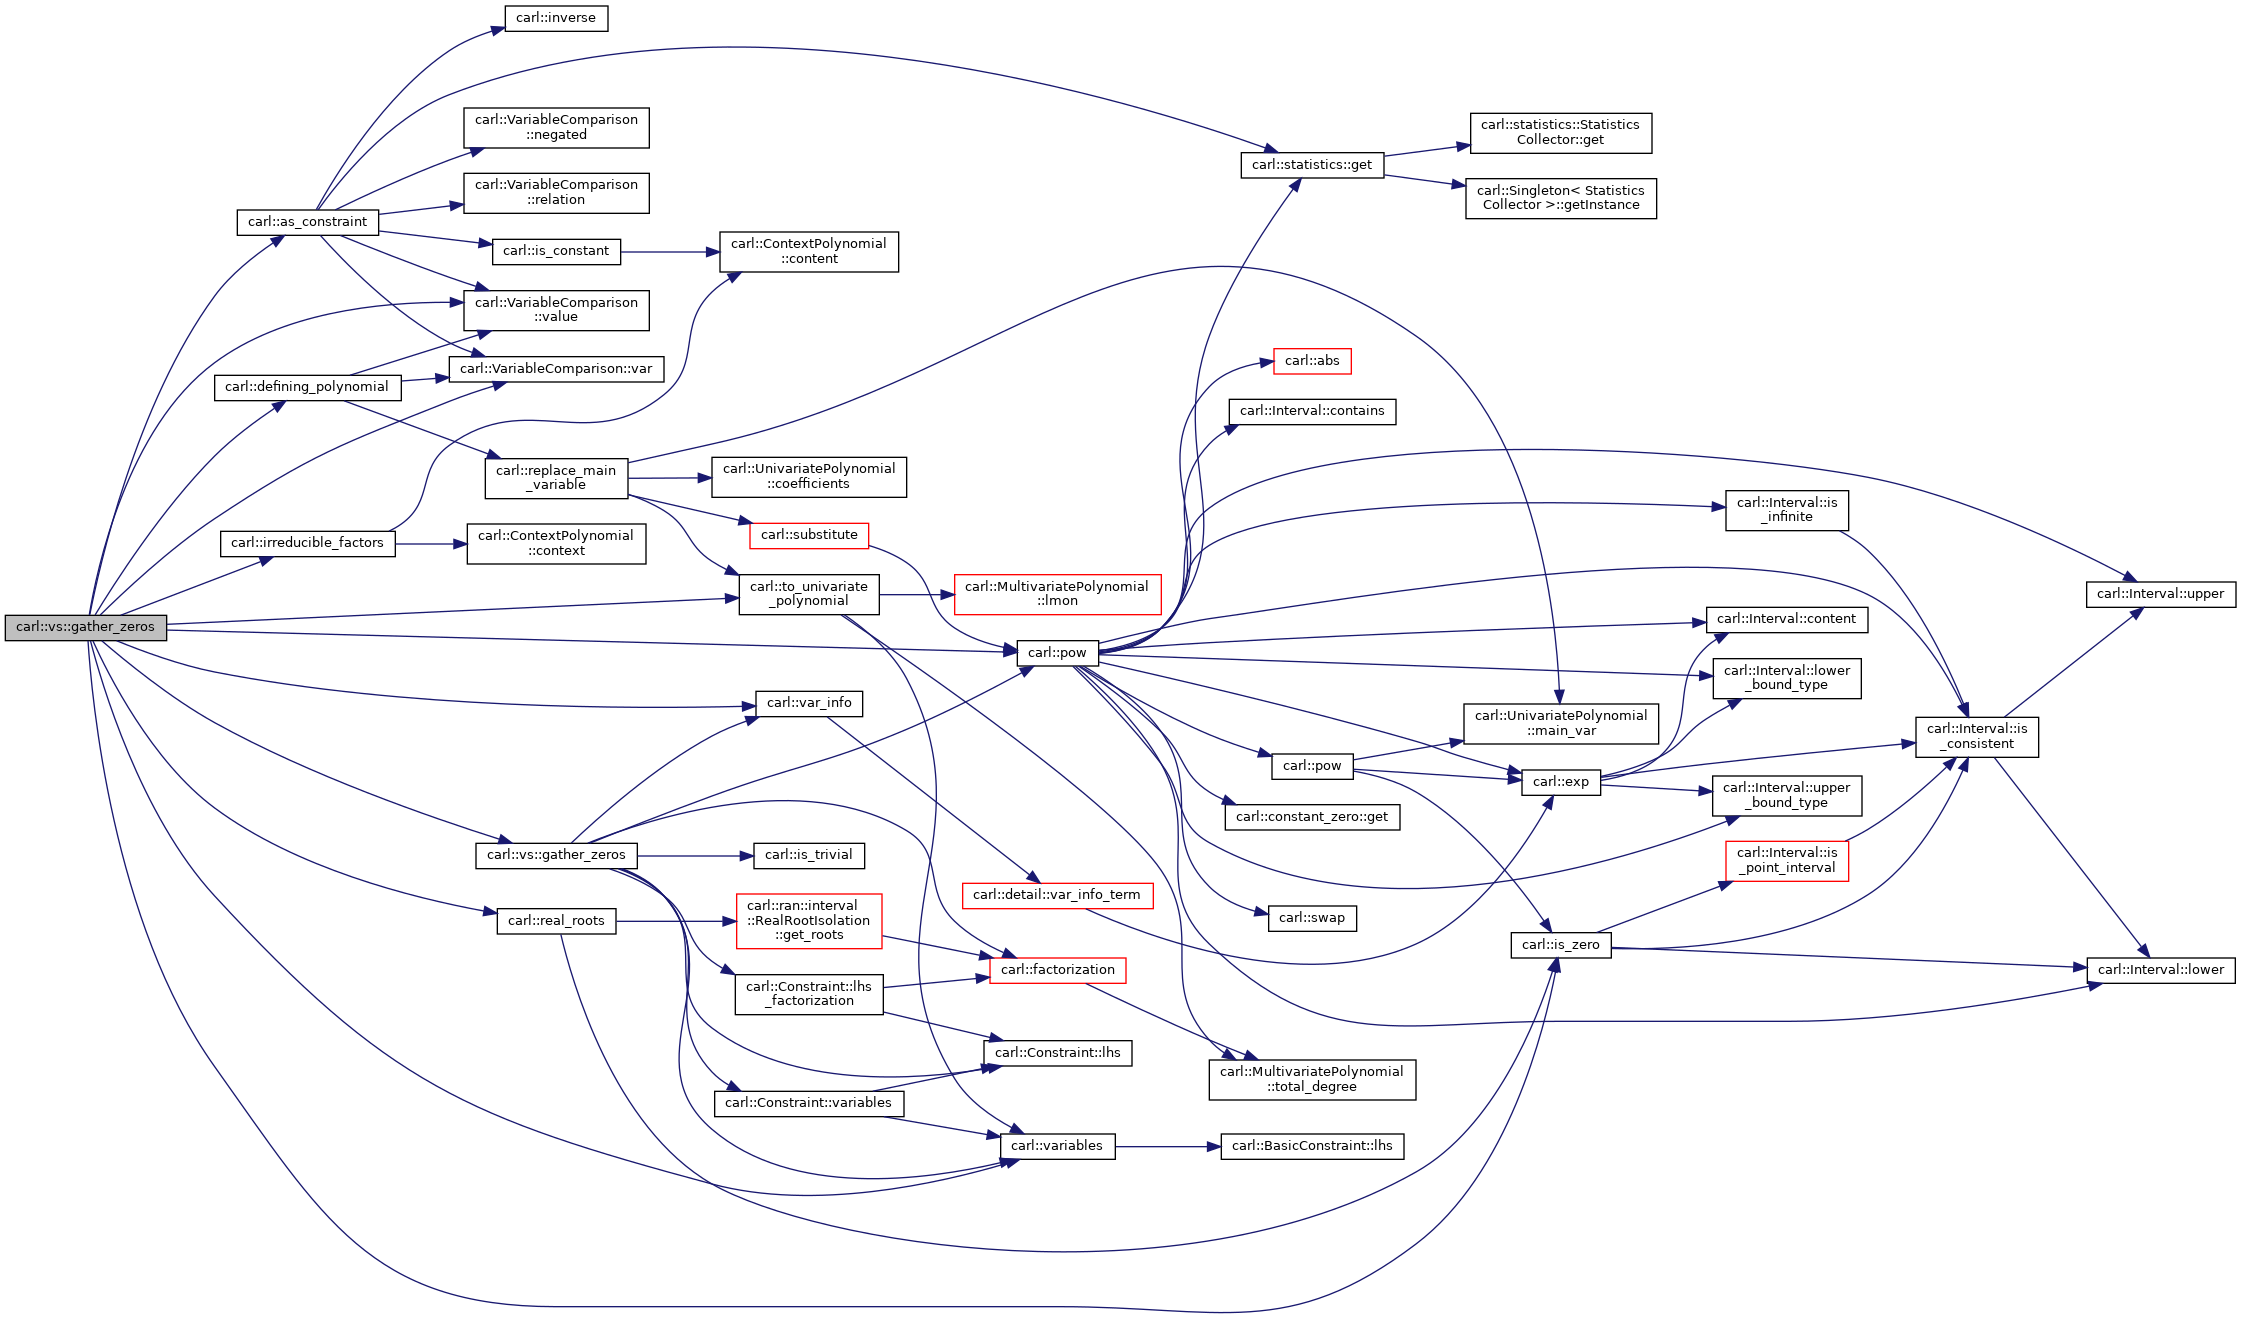 carl::inverse
carl::VariableComparison
::negated
carl::statistics::Statistics
Collector::get
carl::statistics::get
carl::VariableComparison
::relation
carl::Singleton< Statistics
Collector >::getInstance
carl::as_constraint
carl::is_constant
carl::ContextPolynomial
::content
carl::VariableComparison
::value
carl::abs
carl::VariableComparison::var
carl::defining_polynomial
carl::Interval::contains
carl::replace_main
_variable
carl::UnivariatePolynomial
::coefficients
carl::Interval::is
_infinite
carl::irreducible_factors
carl::ContextPolynomial
::context
carl::substitute
carl::to_univariate
_polynomial
carl::MultivariatePolynomial
::lmon
carl::Interval::upper
carl::vs::gather_zeros
carl::Interval::content
carl::pow
carl::Interval::lower
_bound_type
carl::var_info
carl::UnivariatePolynomial
::main_var
carl::Interval::is
_consistent
carl::pow
carl::exp
carl::Interval::upper
_bound_type
carl::constant_zero::get
carl::vs::gather_zeros
carl::is_trivial
carl::Interval::is
_point_interval
carl::detail::var_info_term
carl::real_roots
carl::ran::interval
::RealRootIsolation
::get_roots
carl::swap
carl::is_zero
carl::factorization
carl::Interval::lower
carl::Constraint::lhs
_factorization
carl::Constraint::lhs
carl::MultivariatePolynomial
::total_degree
carl::Constraint::variables
carl::variables
carl::BasicConstraint::lhs